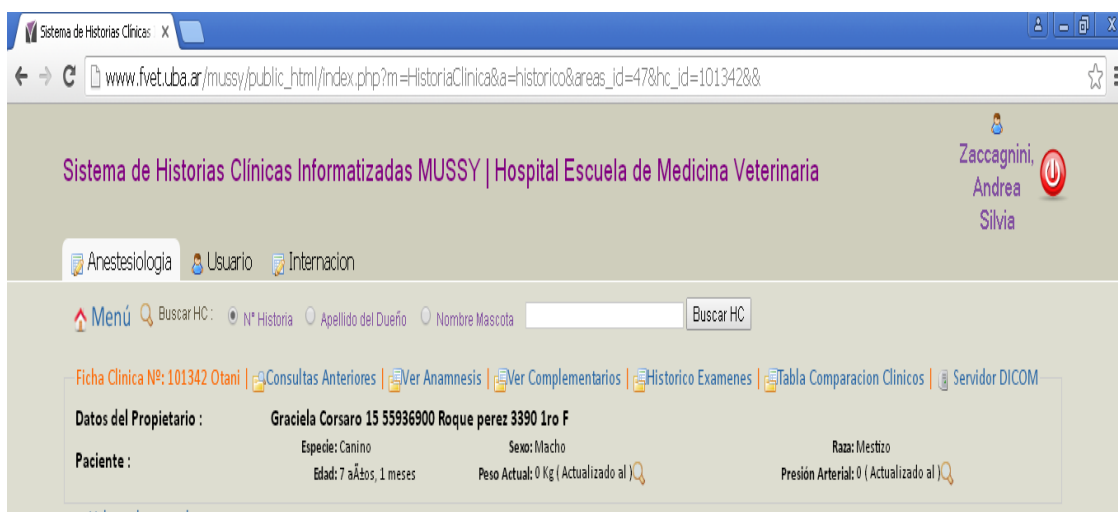 Sistema de Historias Clínicas X
www.fvet.uba.ar/mussy/public_html/index.php?m=HistoriaClinica&a=historico&areas_id=47&hc_id=101342&&
Sistema de Historias Clínicas Informatizadas MUSSY | Hospital Escuela de Medicina Veterinaria
Zaccagnini,
Andrea
Silvia
Anestesiologia Usuario Internacion
Menú Buscar HC : N° Historia Apellido del Dueño Nombre Mascota Buscar HC
Ficha Clinica Nº: 101342 Otani | Consultas Anteriores | Ver Anamnesis | Ver Complementarios | Historico Examenes | Tabla Comparacion Clinicos | Servidor DICOM
Datos del Propietario : Graciela Corsaro 15 55936900 Roque perez 3390 1ro F
Paciente : Especie: Canino Sexo: Macho Raza: Mestizo
Edad: 7 aÃ±os, 1 meses Peso Actual: 0 Kg ( Actualizado al ) Presión Arterial: 0 ( Actualizado al )